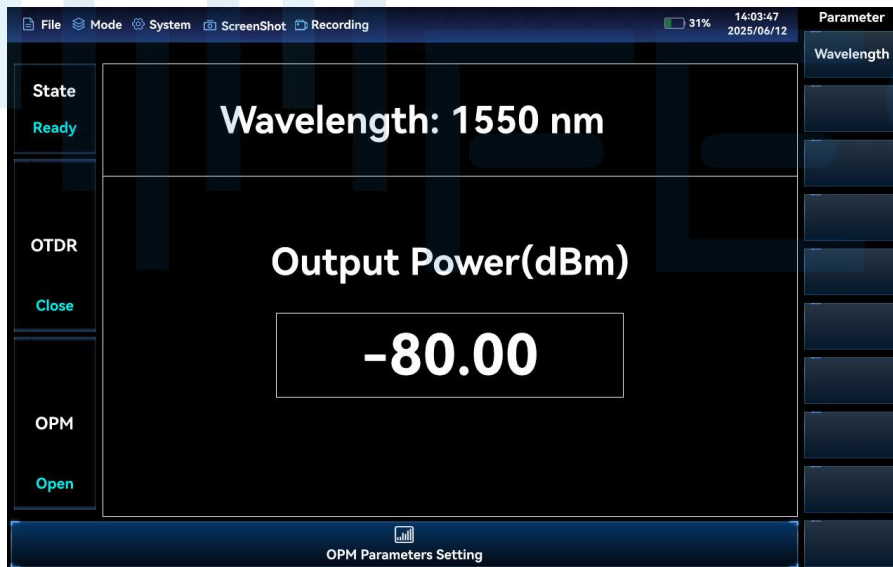 File Mode System ScreenShot Recording 31% 14:03:47
2025/06/12
Parameter
Wavelength
State
Ready
Wavelength: 1550 nm
OTDR
Close
Output Power(dBm)
-80.00
OPM
Open
OPM Parameters Setting